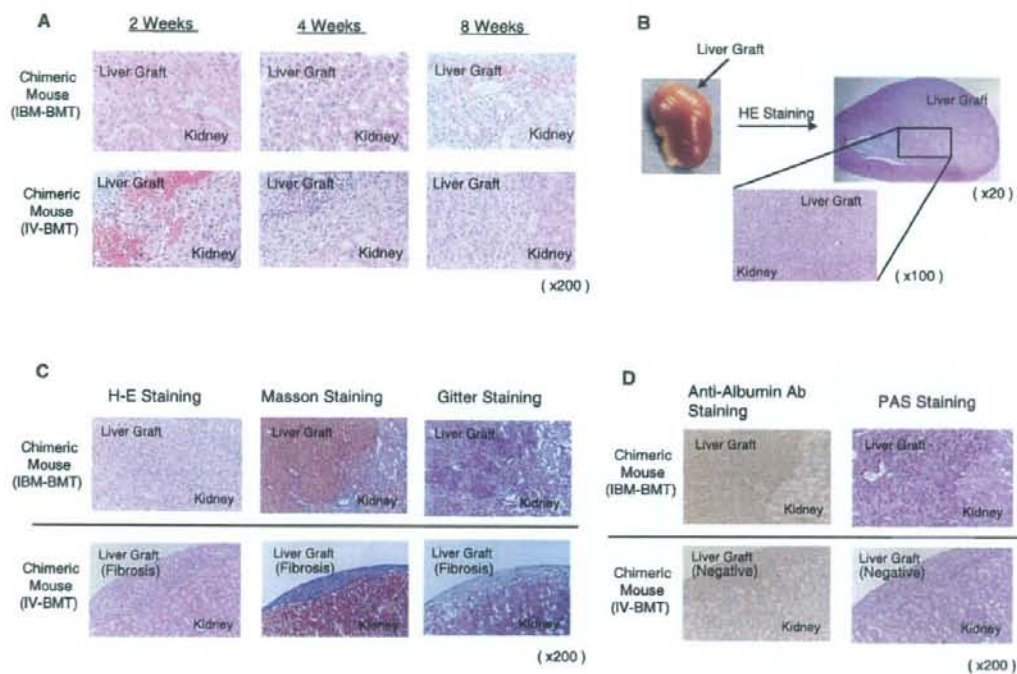 A
2 Weeks
4 Weeks
8 Weeks
Chimeric
Mouse
(IBM-BMT)
Liver Graft
Kidney
Liver Graft
Kidney
Liver Graft
Kidney
Chimeric
Mouse
(IV-BMT)
Liver Graft
Kidney
Liver Graft
Kidney
Liver Graft
Kidney
( x200 )
B
Liver Graft
HE Staining
Liver Graft
( x20 )
Liver Graft
Kidney
( x100 )
C
H-E Staining
Masson Staining
Gitter Staining
Chimeric
Mouse
(IBM-BMT)
Liver Graft
Kidney
Liver Graft
Kidney
Liver Graft
Kidney
Chimeric
Mouse
(IV-BMT)
Liver Graft
(Fibrosis)
Kidney
Liver Graft
(Fibrosis)
Kidney
Liver Graft
(Fibrosis)
Kidney
( x200 )
D
Anti-Albumin Ab
Staining
PAS Staining
Chimeric
Mouse
(IBM-BMT)
Liver Graft
Kidney
Liver Graft
Kidney
Chimeric
Mouse
(IV-BMT)
Liver Graft
(Negative)
Kidney
Liver Graft
(Negative)
Kidney
( x200 )